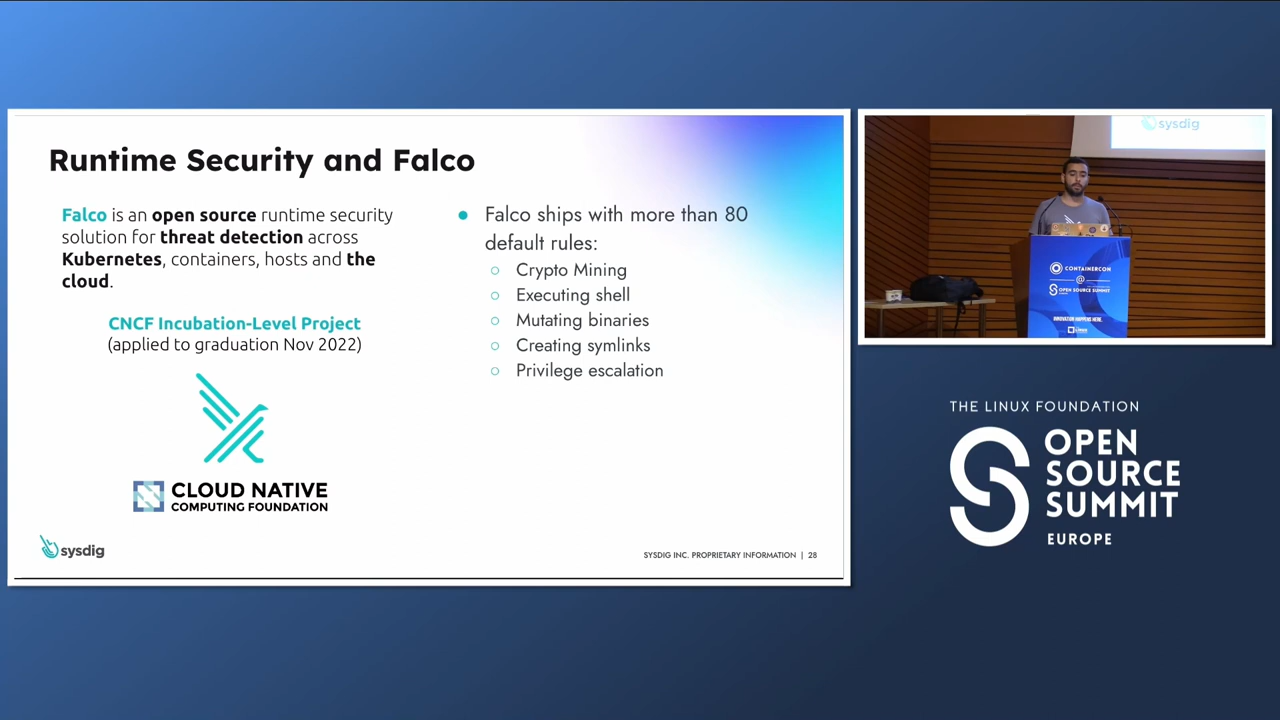 Runtime Security and Falco
Falco is an open source runtime security
solution for threat detection across
Kubernetes, containers, hosts and the
cloud.
CNCF Incubation-Level Project
(applied to graduation Nov 2022)
CLOUD NATIVE
COMPUTING FOUNDATION
● Falco ships with more than 80
default rules:
○ Crypto Mining
○ Executing shell
○ Mutating binaries
○ Creating symlinks
○ Privilege escalation
sysdig
SYSDIG INC. PROPRIETARY INFORMATION | 28
sysdig
CONTAINERCON
@
OPEN SOURCE SUMMIT
INNOVATION HAPPENS HERE.
THE LINUX FOUNDATION
OPEN
SOURCE
SUMMIT
EUROPE